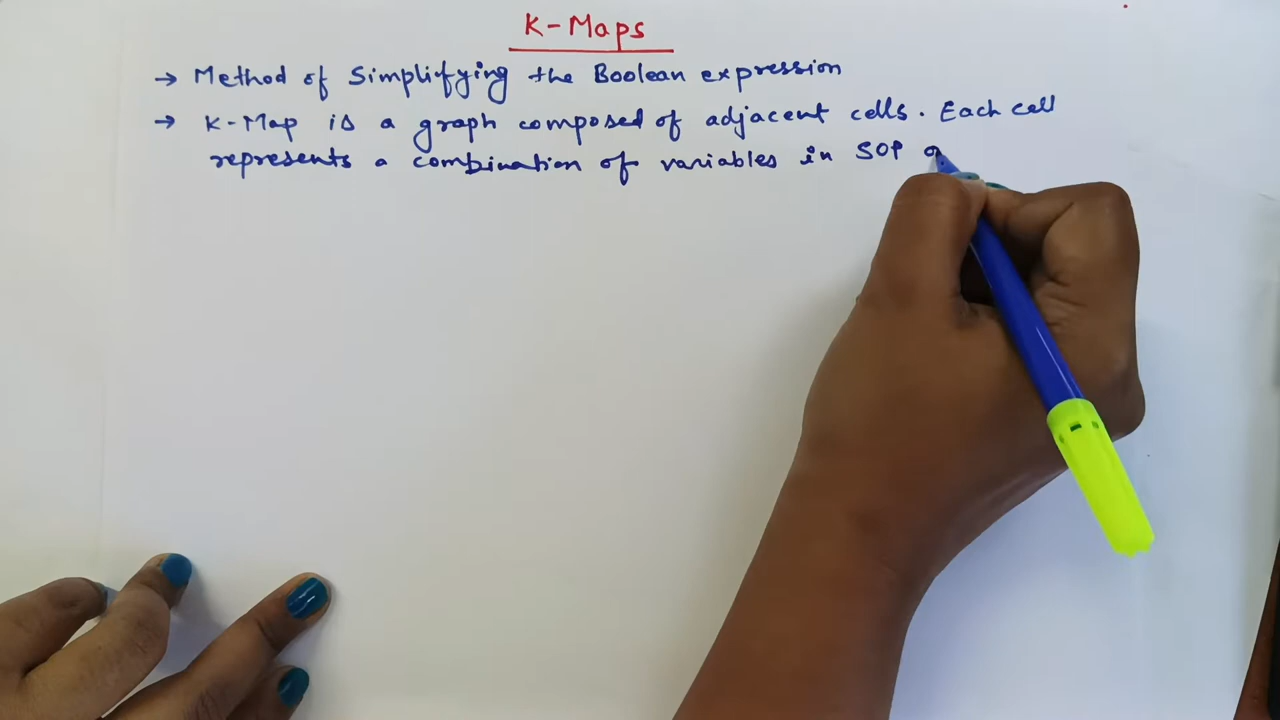 K-Maps
→ Method of Simplifying the Boolean expression
→ K-Map is a graph composed of adjacent cells. Each cell
represents a combination of variables in SOP